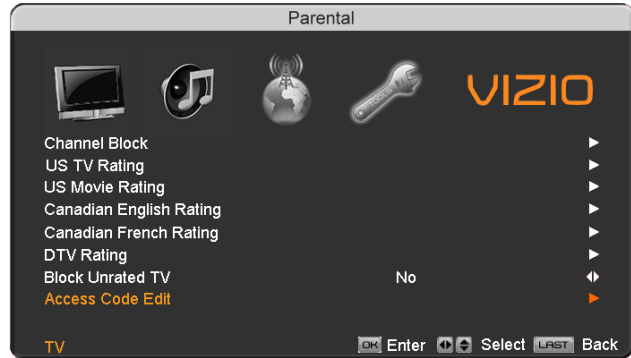 Parental
TOOLS
VIZIO
Channel Block
US TV Rating
US Movie Rating
Canadian English Rating
Canadian French Rating
DTV Rating
Block Unrated TV No
Access Code Edit
TV OK Enter Select LAST Back